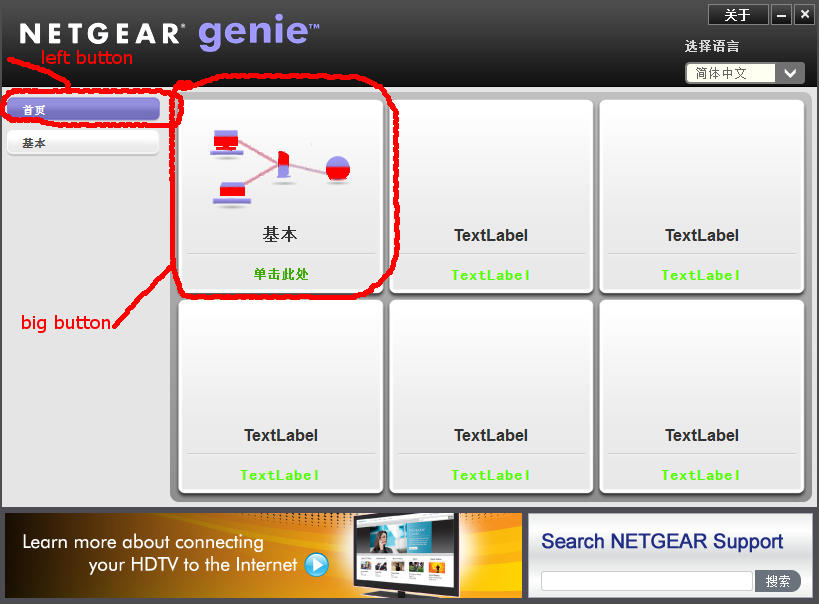 NETGEAR® genie™
关于
选择语言
简体中文
left button
首页
基本
基本
单击此处
TextLabel
TextLabel
TextLabel
TextLabel
big button
TextLabel
TextLabel
TextLabel
TextLabel
TextLabel
TextLabel
Learn more about connecting
your HDTV to the Internet
Search NETGEAR Support
搜索